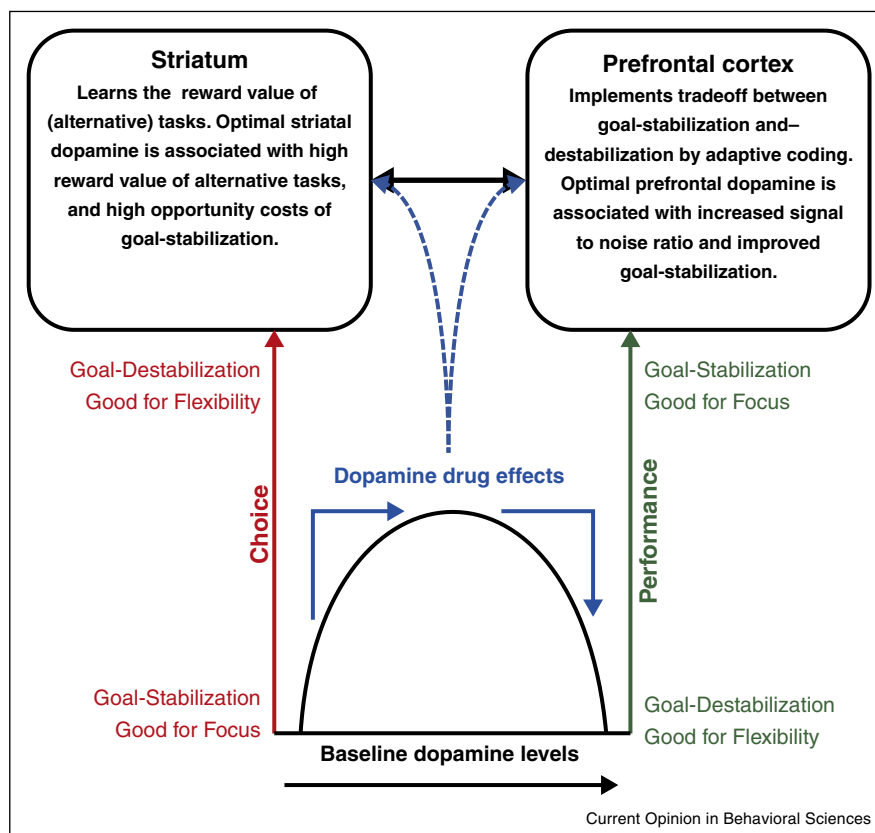 Striatum
Learns the reward value of
(alternative) tasks. Optimal striatal
dopamine is associated with high
reward value of alternative tasks,
and high opportunity costs of
goal-stabilization.
Prefrontal cortex
Implements tradeoff between
goal-stabilization and–
destabilization by adaptive coding.
Optimal prefrontal dopamine is
associated with increased signal
to noise ratio and improved
goal-stabilization.
Goal-Destabilization
Good for Flexibility
Goal-Stabilization
Good for Focus
Dopamine drug effects
Choice
Performance
Goal-Stabilization
Good for Focus
Goal-Destabilization
Good for Flexibility
Baseline dopamine levels
Current Opinion in Behavioral Sciences